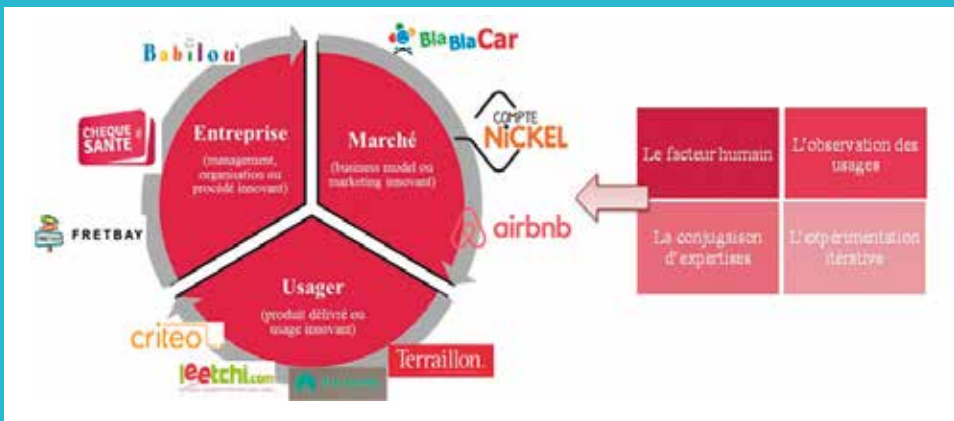 Babilou
BlaBlaCar
CHEQUE
SANTE
Entreprise
(management,
organisation ou
procédé innovant)
Marché
(business model ou
marketing innovant)
COMPTE
NiCKEL
FRETBAY
airbnb
Usager
(produit délivré ou
usage innovant)
criteo
leetchi.com
Terraillon
Le facteur humain
L'observation des
usages
La conjugaison
d'expertises
L'expérimentation
itérative